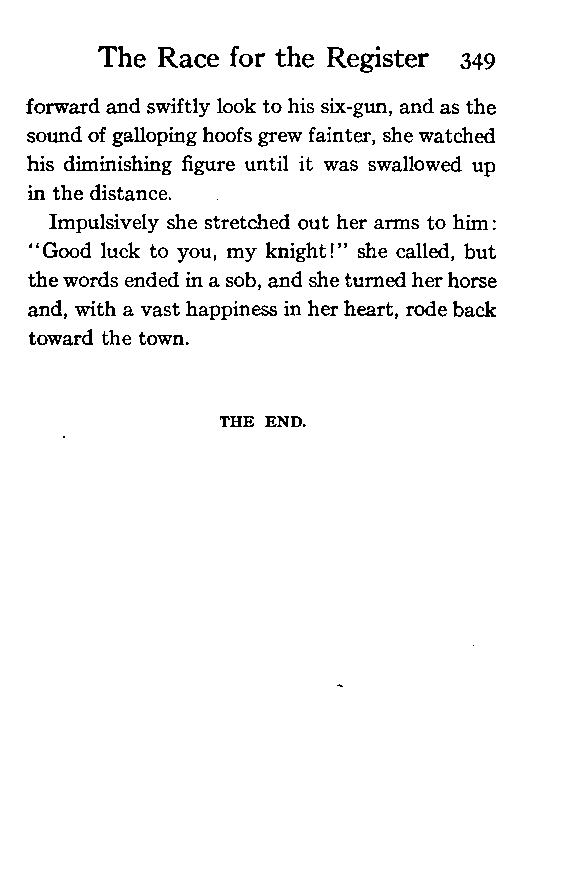 The Race for the Register 349
forward and swiftly look to his six-gun, and as the
sound of galloping hoofs grew fainter, she watched
his diminishing figure until it was swallowed up
in the distance.
Impulsively she stretched out her arms to him:
"Good luck to you, my knight!" she called, but
the words ended in a sob, and she turned her horse
and, with a vast happiness in her heart, rode back
toward the town.
THE END.